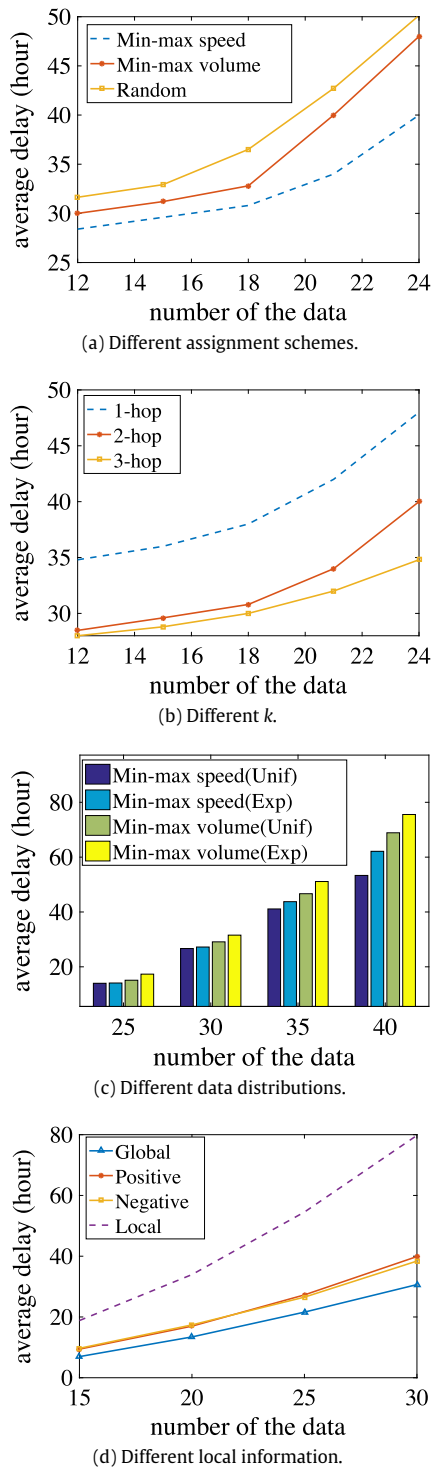 50
45
40
35
30
25
average delay (hour)
Min-max speed
Min-max volume
Random
12 14 16 18 20 22 24
number of the data
(a) Different assignment schemes.
50
45
40
35
30
average delay (hour)
1-hop
2-hop
3-hop
12 14 16 18 20 22 24
number of the data
(b) Different k.
80
60
40
20
average delay (hour)
Min-max speed(Unif)
Min-max speed(Exp)
Min-max volume(Unif)
Min-max volume(Exp)
25 30 35 40
number of the data
(c) Different data distributions.
80
60
40
20
0
average delay (hour)
Global
Positive
Negative
Local
15 20 25 30
number of the data
(d) Different local information.